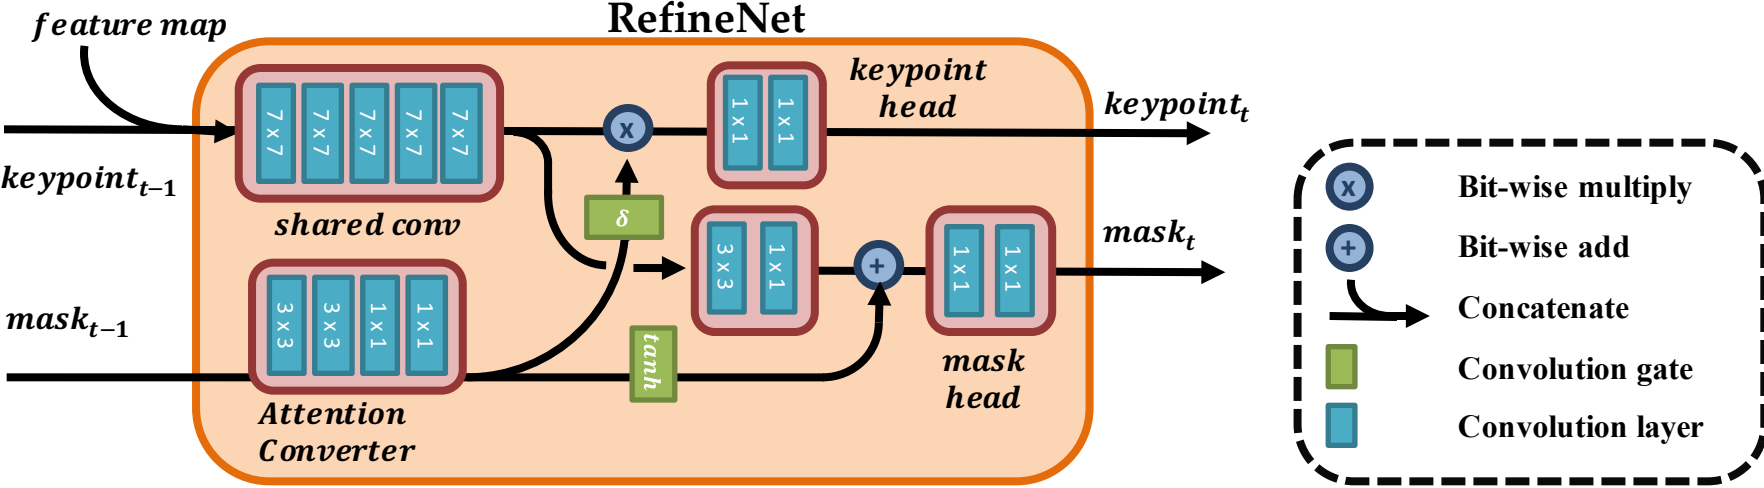 RefineNet
feature map
keypoint
head
keypoint_t
7 x 7
7 x 7
7 x 7
7 x 7
7 x 7
1 x 1
1 x 1
x
keypoint_{t−1}
shared conv
δ
3 x 3
1 x 1
+
1 x 1
1 x 1
mask_t
mask_{t−1}
3 x 3
3 x 3
1 x 1
1 x 1
tanh
mask
head
Attention
Converter
x
Bit-wise multiply
+
Bit-wise add
Concatenate
Convolution gate
Convolution layer